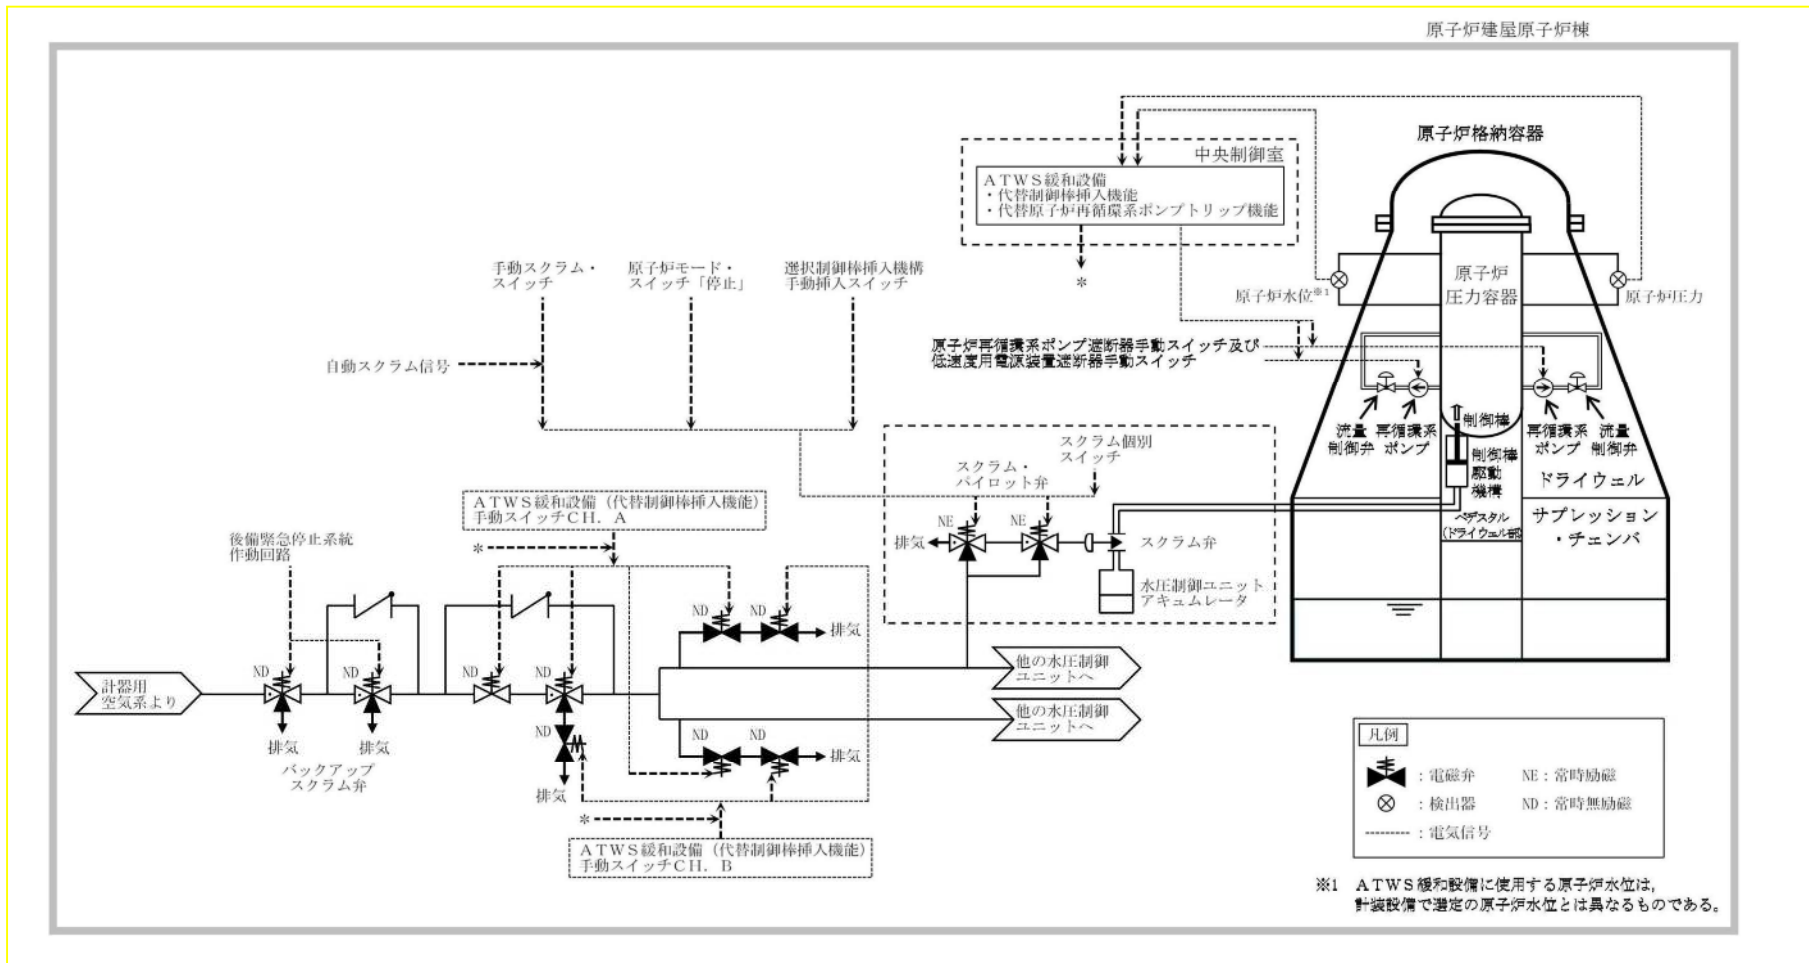 原子炉建屋原子炉棟
原子炉格納容器
中央制御室
ATWS緩和設備
・代替制御棒挿入機能
・代替原子炉再循環系ポンプトリップ機能
*
手動スクラム・
スイッチ
原子炉モード・
スイッチ「停止」
選択制御棒挿入機構
手動挿入スイッチ
自動スクラム信号
原子炉水位※1
原子炉
圧力容器
原子炉圧力
原子炉再循環系ポンプ遮断器手動スイッチ及び
低速度用電源装置遮断器手動スイッチ
流量
制御弁
再循環系
ポンプ
制御棒
再循環系
ポンプ
流量
制御弁
制御棒
駆動
機構
ドライウェル
ペデスタル
(ドライウェル部)
サプレッション
・チェンバ
スクラム個別
スイッチ
スクラム・
パイロット弁
NE
NE
排気
スクラム弁
水圧制御ユニット
アキュムレータ
ATWS緩和設備(代替制御棒挿入機能)
手動スイッチCH.A
*
後備緊急停止系統
作動回路
ND
ND
排気
ND
ND
ND
ND
計器用
空気系より
排気
排気
バックアップ
スクラム弁
ND
排気
ND
ND
排気
他の水圧制御
ユニットへ
他の水圧制御
ユニットへ
*
ATWS緩和設備(代替制御棒挿入機能)
手動スイッチCH.B
凡例
:電磁弁
NE:常時励磁
:検出器
ND:常時無励磁
:電気信号
※1 ATWS緩和設備に使用する原子炉水位は,
計装設備で選定の原子炉水位とは異なるものである。